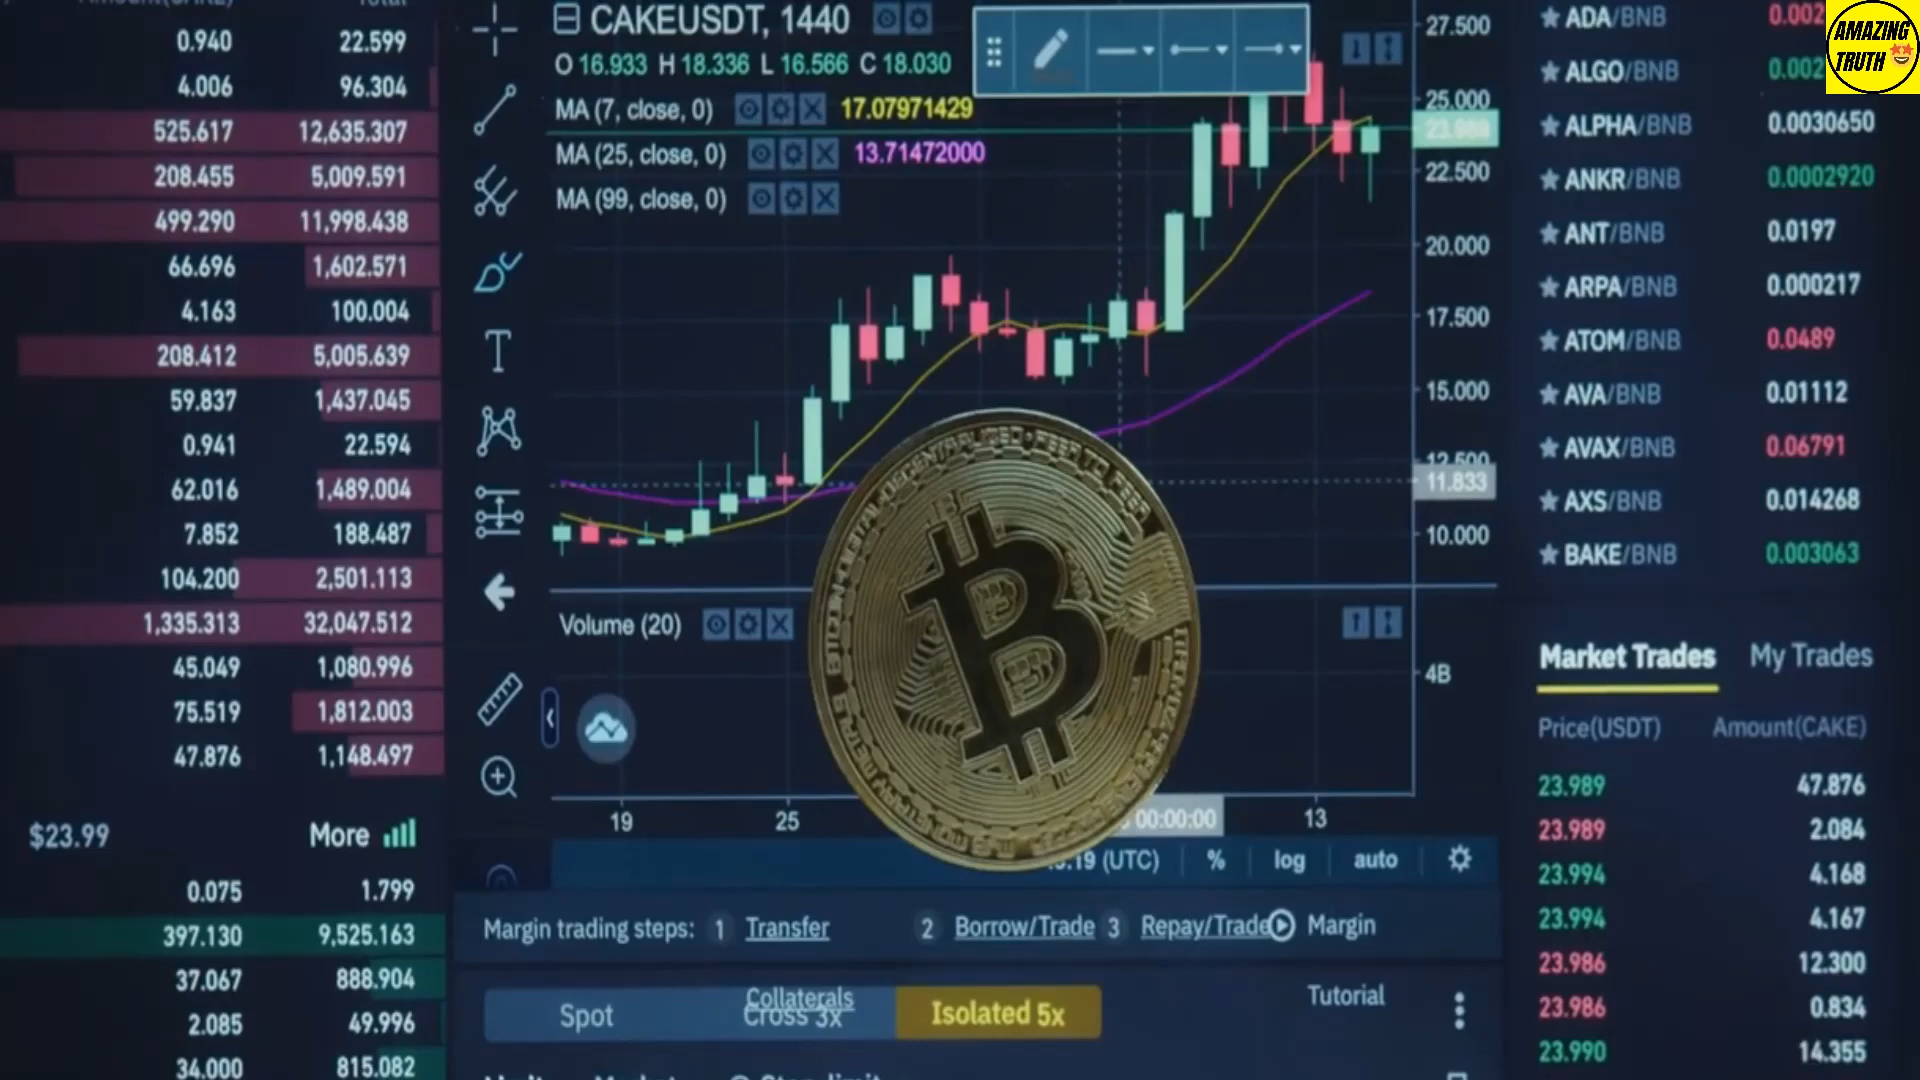 0.940 22.599
4.006 96.304
525.617 12,635.307
208.455 5,009.591
499.290 11,998.438
66.696 1,602.571
4.163 100.004
208.412 5,005.639
59.837 1,437.045
0.941 22.594
62.016 1,489.004
7.852 188.487
104.200 2,501.113
1,335.313 32,047.512
45.049 1,080.996
75.519 1,812.003
47.876 1,148.497
$23.99 More
0.075 1.799
397.130 9,525.163
37.067 888.904
2.085 49.996
34.000 815.082
CAKEUSDT, 1440
O 16.933 H 18.336 L 16.566 C 18.030
MA (7, close, 0) 17.07971429
MA (25, close, 0) 13.71472000
MA (99, close, 0)
27.500
25.000
23.989
22.500
20.000
17.500
15.000
12.500
11.833
10.000
Volume (20)
4B
19 25 00:00:00 13
(UTC) % log auto
Margin trading steps: 1 Transfer 2 Borrow/Trade 3 Repay/Trade Margin
Collaterals Tutorial
Spot Cross 3x Isolated 5x
ADA/BNB 0.002
ALGO/BNB 0.002
ALPHA/BNB 0.0030650
ANKR/BNB 0.0002920
ANT/BNB 0.0197
ARPA/BNB 0.000217
ATOM/BNB 0.0489
AVA/BNB 0.01112
AVAX/BNB 0.06791
AXS/BNB 0.014268
BAKE/BNB 0.003063
Market Trades My Trades
Price(USDT) Amount(CAKE)
23.989 47.876
23.989 2.084
23.994 4.168
23.994 4.167
23.986 12.300
23.986 0.834
23.990 14.355
AMAZING
TRUTH